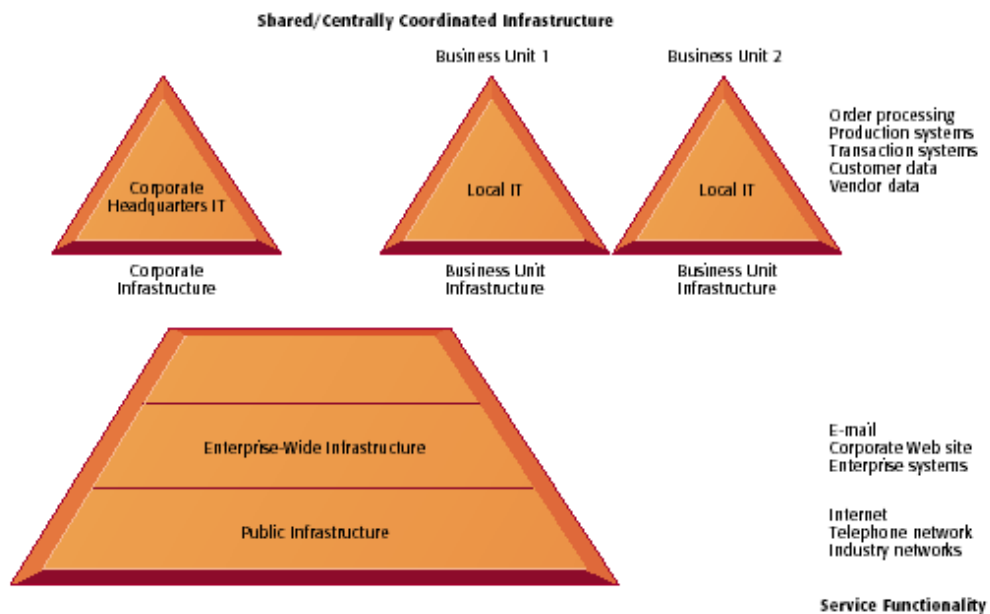 Shared/Centrally Coordinated Infrastructure
Business Unit 1
Business Unit 2
Order processing
Production systems
Transaction systems
Customer data
Vendor data
Corporate
Headquarters IT
Local IT
Local IT
Corporate
Infrastructure
Business Unit
Infrastructure
Business Unit
Infrastructure
Enterprise-Wide Infrastructure
E-mail
Corporate Web site
Enterprise systems
Public Infrastructure
Internet
Telephone network
Industry networks
Service Functionality